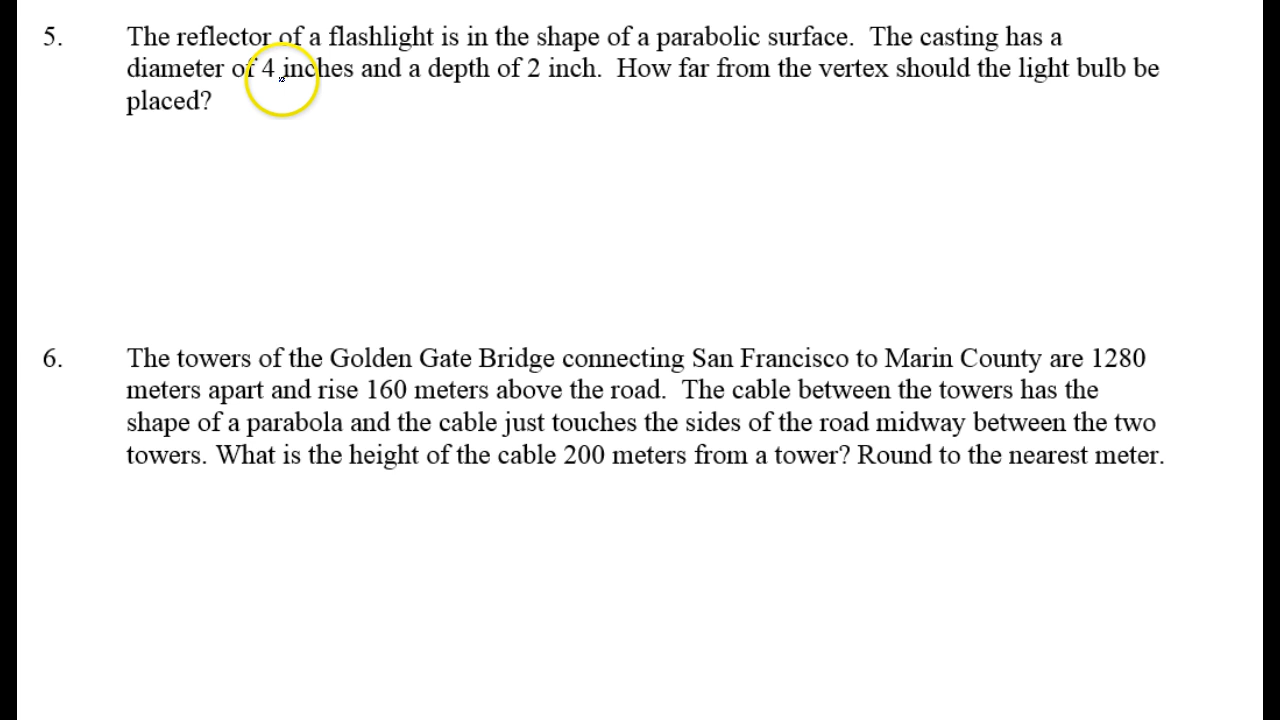 5. The reflector of a flashlight is in the shape of a parabolic surface. The casting has a
diameter of 4 inches and a depth of 2 inch. How far from the vertex should the light bulb be
placed?
6. The towers of the Golden Gate Bridge connecting San Francisco to Marin County are 1280
meters apart and rise 160 meters above the road. The cable between the towers has the
shape of a parabola and the cable just touches the sides of the road midway between the two
towers. What is the height of the cable 200 meters from a tower? Round to the nearest meter.